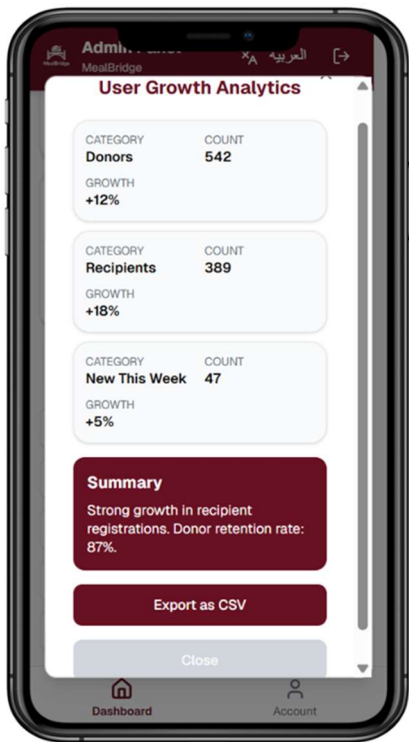 MealBridge
العربية
MealBridge
User Growth Analytics
CATEGORY COUNT
Donors 542
GROWTH
+12%
CATEGORY COUNT
Recipients 389
GROWTH
+18%
CATEGORY COUNT
New This Week 47
GROWTH
+5%
Summary
Strong growth in recipient
registrations. Donor retention rate:
87%.
Export as CSV
Close
Dashboard Account